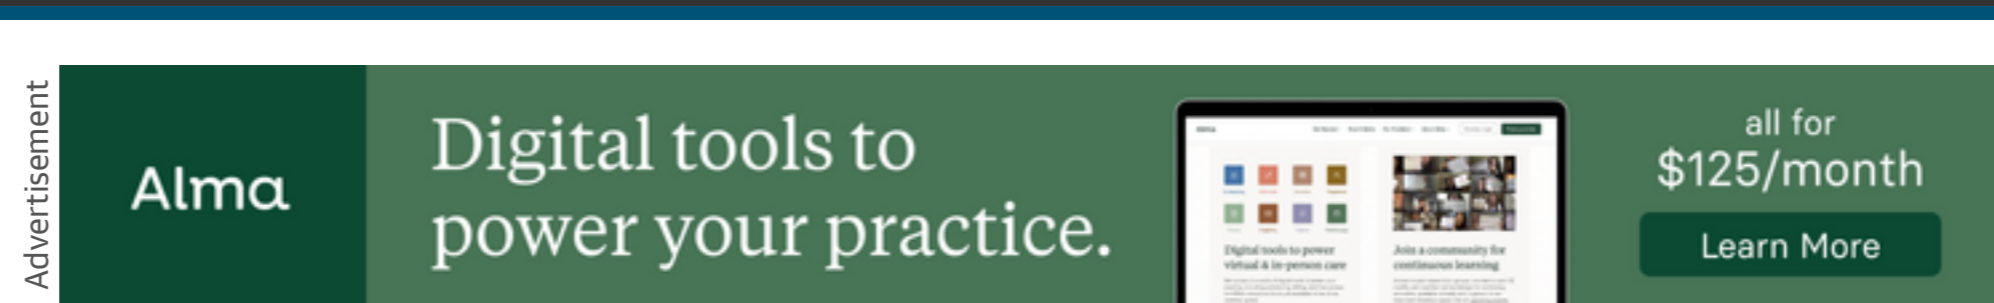 Advertisement
Alma
Digital tools to
power your practice.
Alma
Digital tools to power
virtual & in-person care
Join a community for
continuous learning
all for
$125/month
Learn More